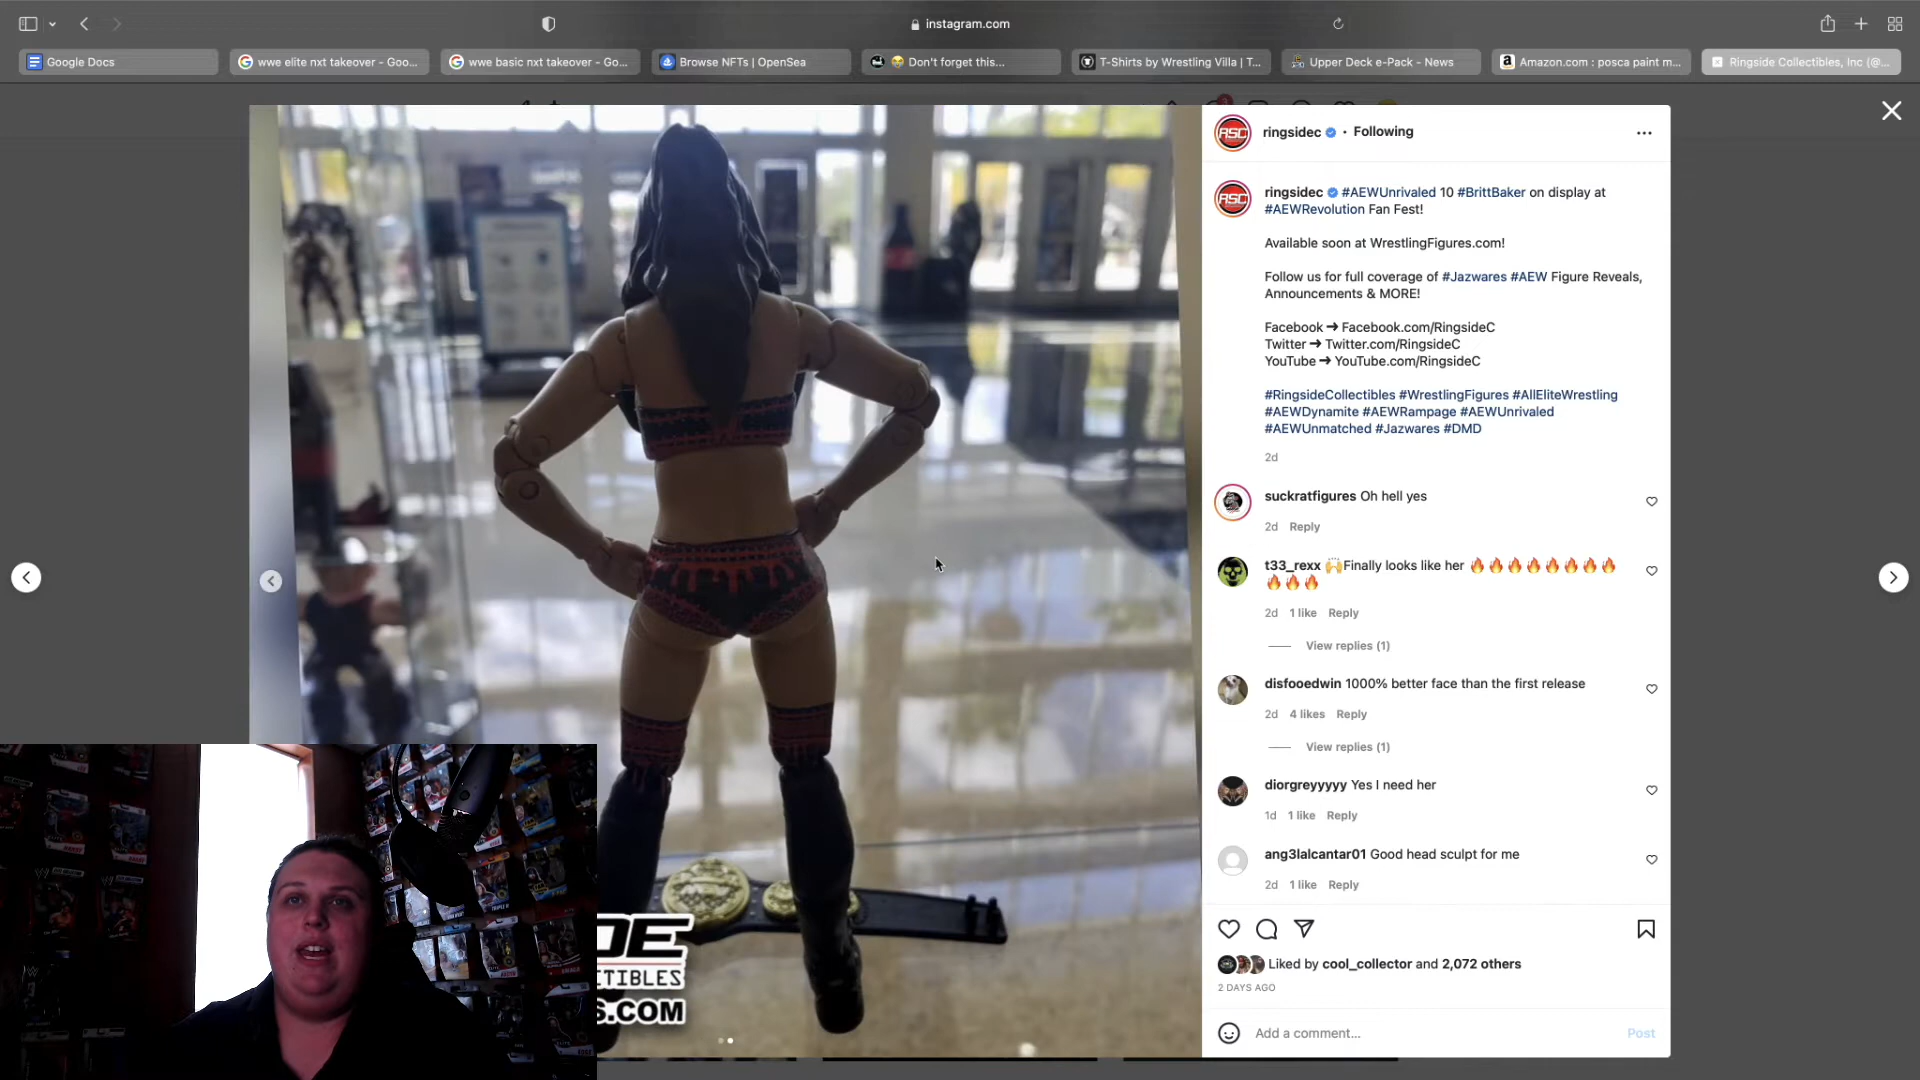 instagram.com
Google Docs
wwe elite nxt takeover - Goo...
wwe basic nxt takeover - Go...
Browse NFTs | OpenSea
😂 Don't forget this...
T-Shirts by Wrestling Villa | T...
Upper Deck e-Pack - News
Amazon.com : posca paint m...
Ringside Collectibles, Inc (@...
RSC
ringsidec • Following
RSC
ringsidec #AEWUnrivaled 10 #BrittBaker on display at
#AEWRevolution Fan Fest!
Available soon at WrestlingFigures.com!
Follow us for full coverage of #Jazwares #AEW Figure Reveals,
Announcements & MORE!
Facebook ➜ Facebook.com/RingsideC
Twitter ➜ Twitter.com/RingsideC
YouTube ➜ YouTube.com/RingsideC
#RingsideCollectibles #WrestlingFigures #AllEliteWrestling
#AEWDynamite #AEWRampage #AEWUnrivaled
#AEWUnmatched #Jazwares #DMD
2d
suckratfigures Oh hell yes
2d Reply
t33_rexx 🙌Finally looks like her 🔥🔥🔥🔥🔥🔥🔥🔥
🔥🔥🔥
2d 1 like Reply
View replies (1)
disfooedwin 1000% better face than the first release
2d 4 likes Reply
View replies (1)
diorgreyyyyy Yes I need her
1d 1 like Reply
ang3lalcantar01 Good head sculpt for me
2d 1 like Reply
Liked by cool_collector and 2,072 others
2 DAYS AGO
Add a comment...
Post
DE
TIBLES
S.COM